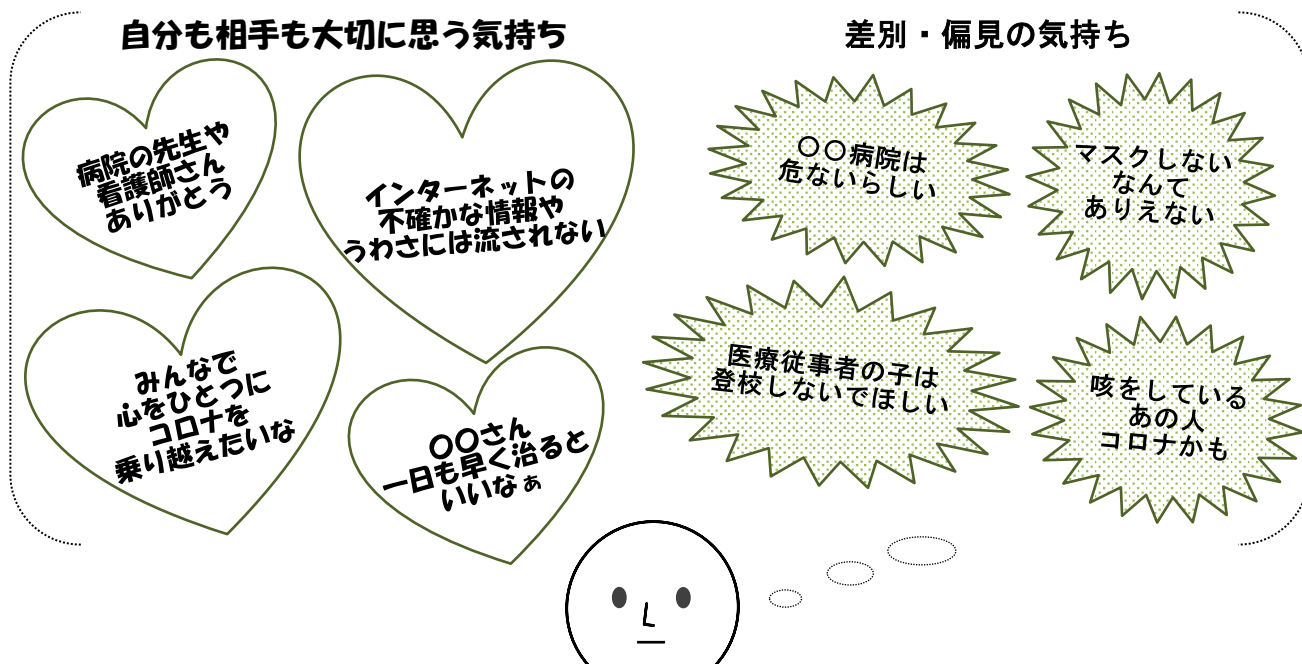 自分も相手も大切に思う気持ち
病院の先生や
看護師さん
ありがとう
インターネットの
不確かな情報や
うわさには流されない
みんなで
心をひとつに
コロナを
乗り越えたいな
〇〇さん
一日も早く治ると
いいなぁ
差別・偏見の気持ち
〇〇病院は
危ないらしい
マスクしない
なんて
ありえない
医療従事者の子は
登校しないでほしい
咳をしている
あの人
コロナかも